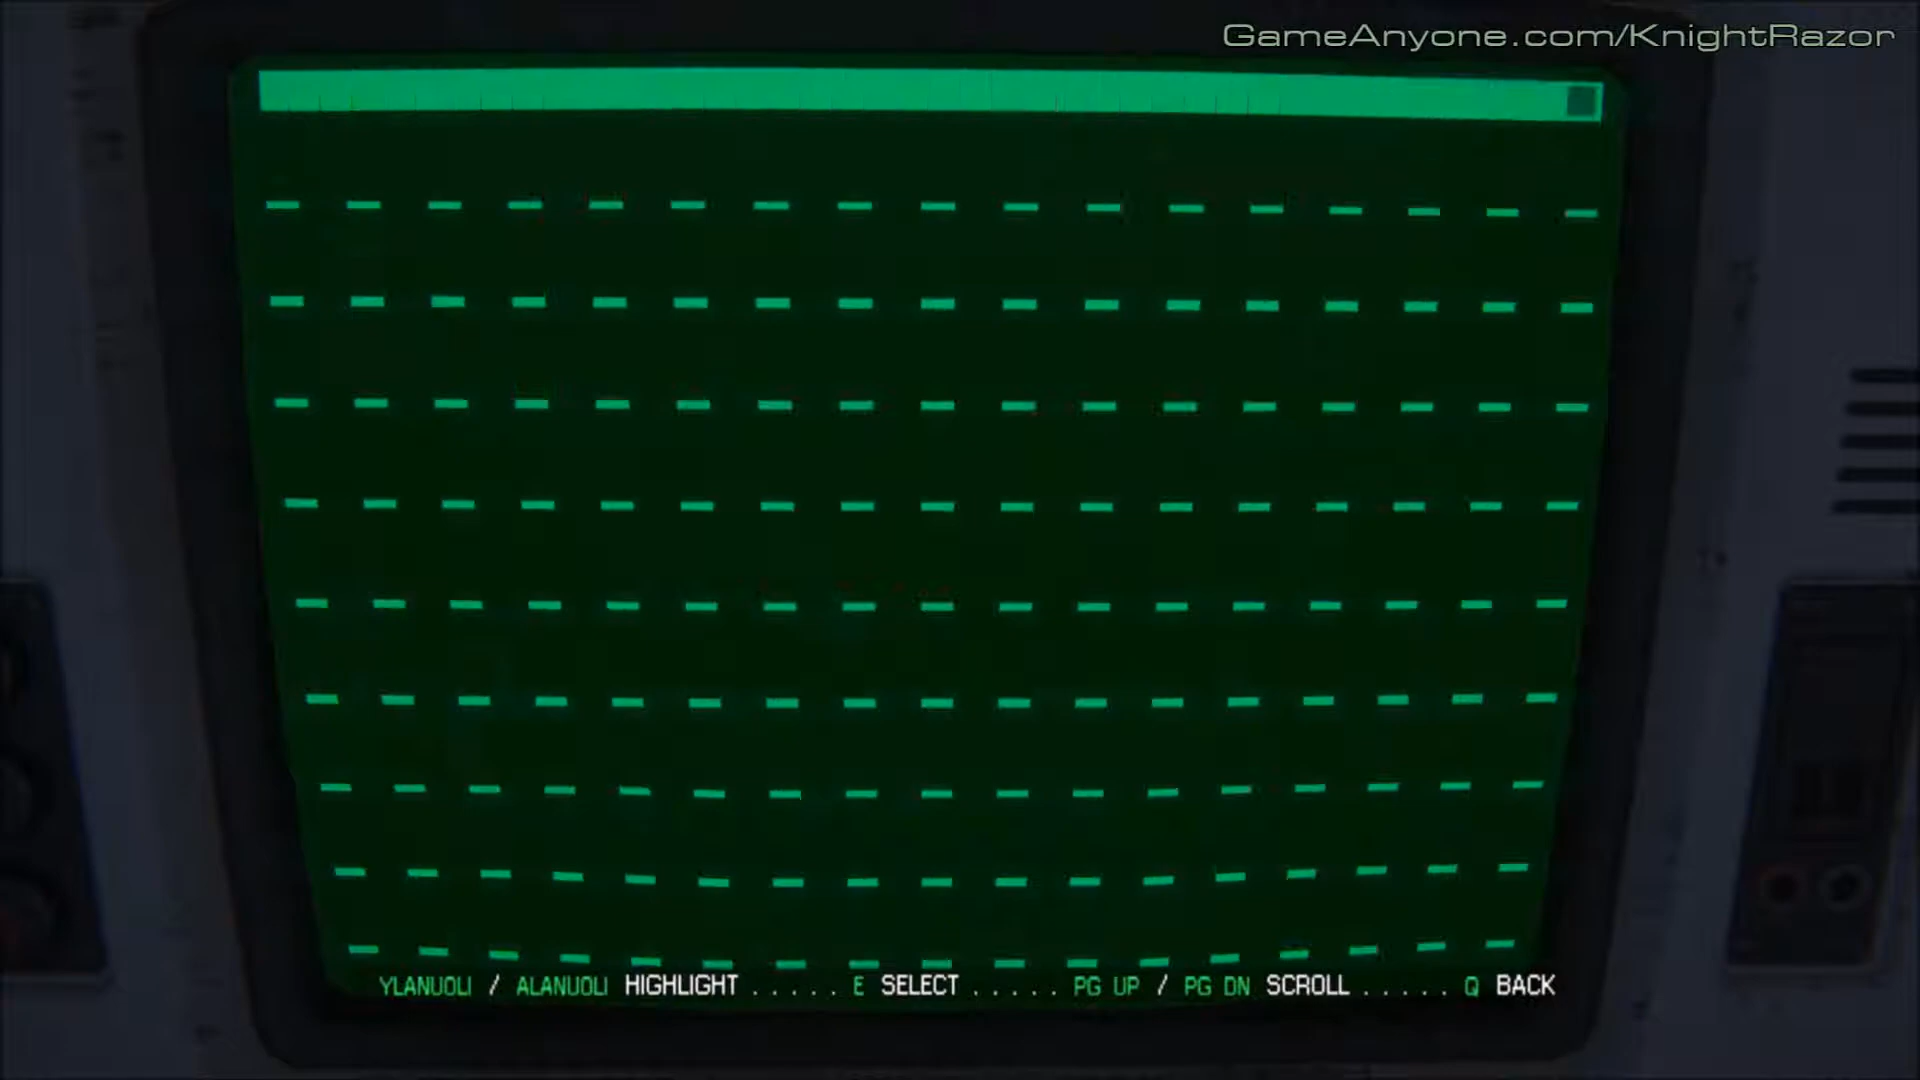 GameAnyone.com/KnightRazor
YLANUOLI / ALANUOLI HIGHLIGHT ..... E SELECT ..... PG UP / PG DN SCROLL ..... Q BACK